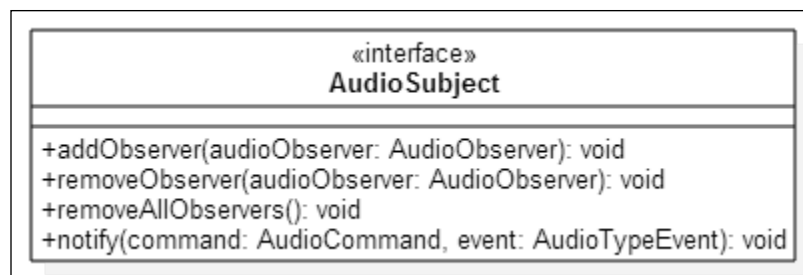 «interface»
AudioSubject
+addObserver(audioObserver: AudioObserver): void
+removeObserver(audioObserver: AudioObserver): void
+removeAllObservers(): void
+notify(command: AudioCommand, event: AudioTypeEvent): void